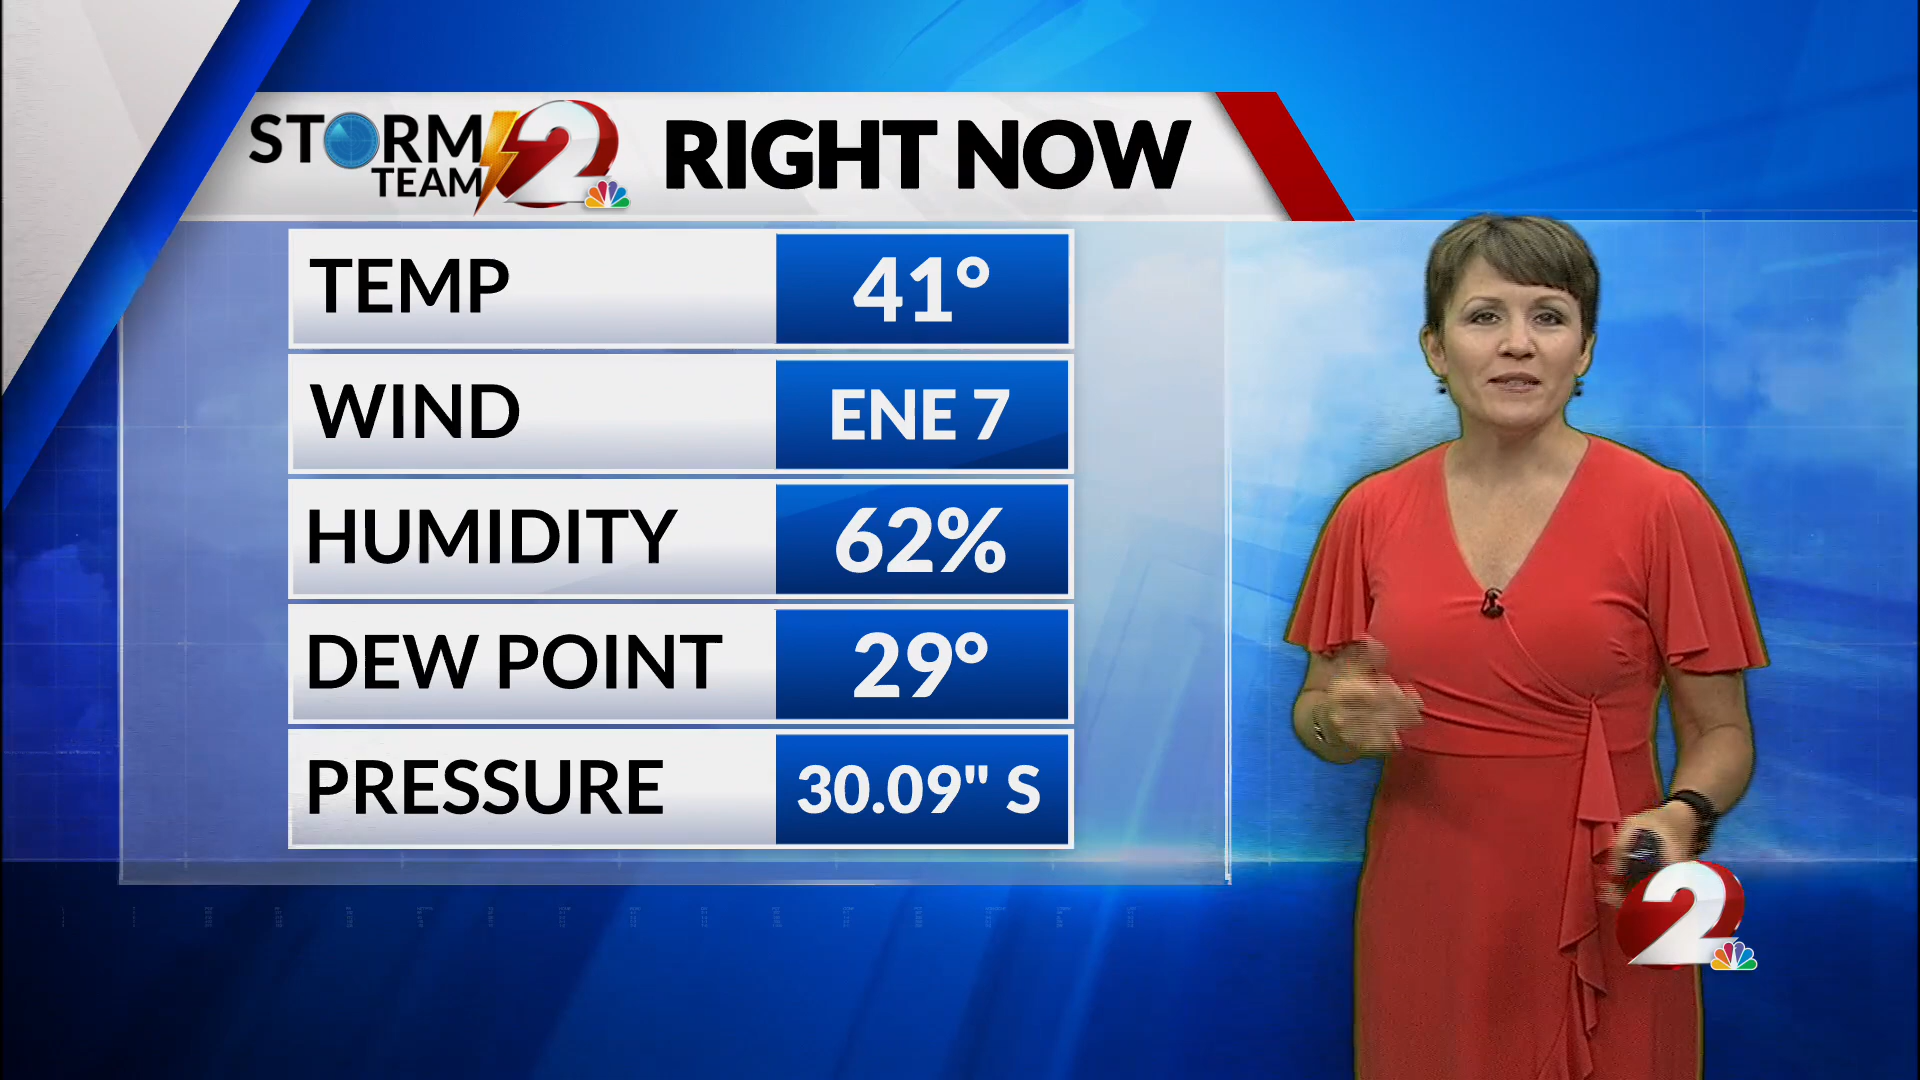 STORM 2 RIGHT NOW
TEAM
TEMP 41°
WIND ENE 7
HUMIDITY 62%
DEW POINT 29°
PRESSURE 30.09" S
2